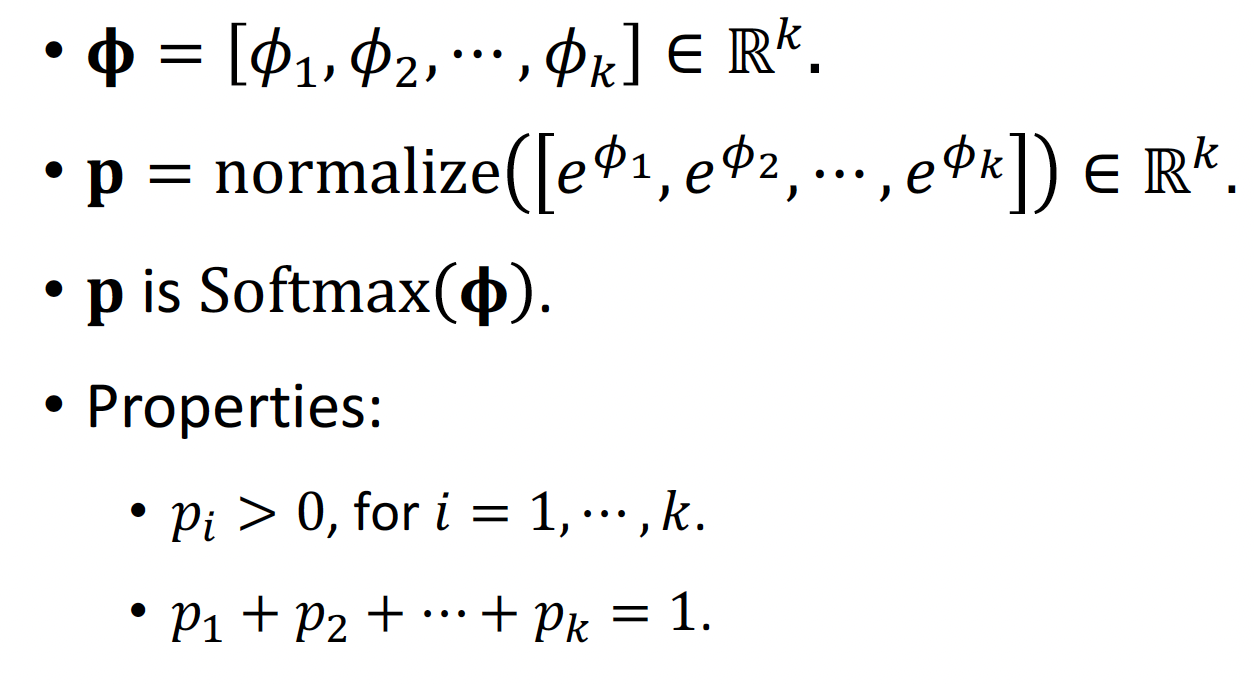 • 𝛟 = [𝜙₁, 𝜙₂, ⋯ , 𝜙ₖ] ∈ ℝᵏ.
• 𝐩 = normalize([𝑒^𝜙₁, 𝑒^𝜙₂, ⋯ , 𝑒^𝜙ₖ]) ∈ ℝᵏ.
• 𝐩 is Softmax(𝛟).
• Properties:
• 𝑝ᵢ > 0, for 𝑖 = 1, ⋯ , 𝑘.
• 𝑝₁ + 𝑝₂ + ⋯ + 𝑝ₖ = 1.